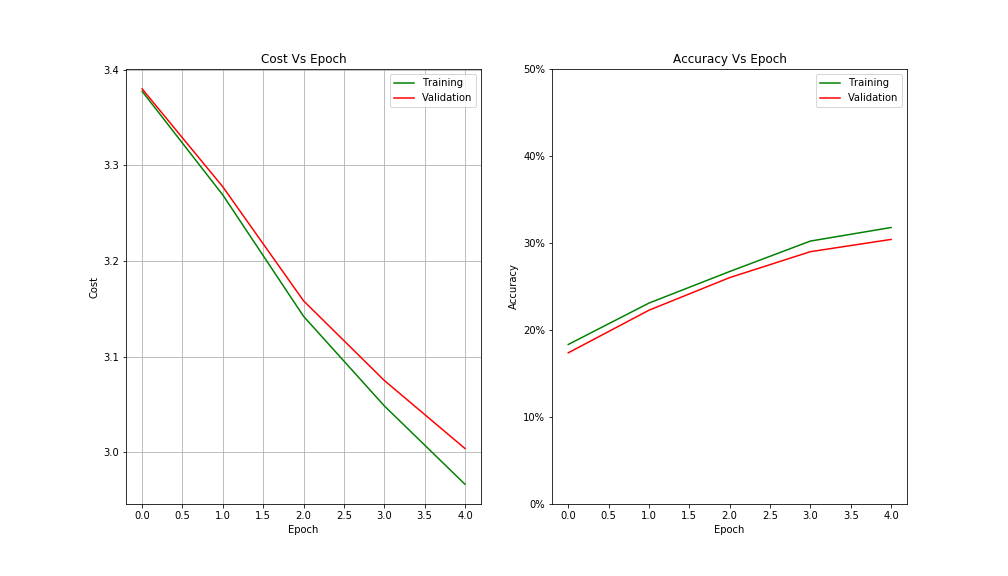 Cost Vs Epoch
Training
Validation
3.4
3.3
3.2
3.1
3.0
Cost
0.0 0.5 1.0 1.5 2.0 2.5 3.0 3.5 4.0
Epoch
Accuracy Vs Epoch
Training
Validation
50%
40%
30%
20%
10%
0%
Accuracy
0.0 0.5 1.0 1.5 2.0 2.5 3.0 3.5 4.0
Epoch